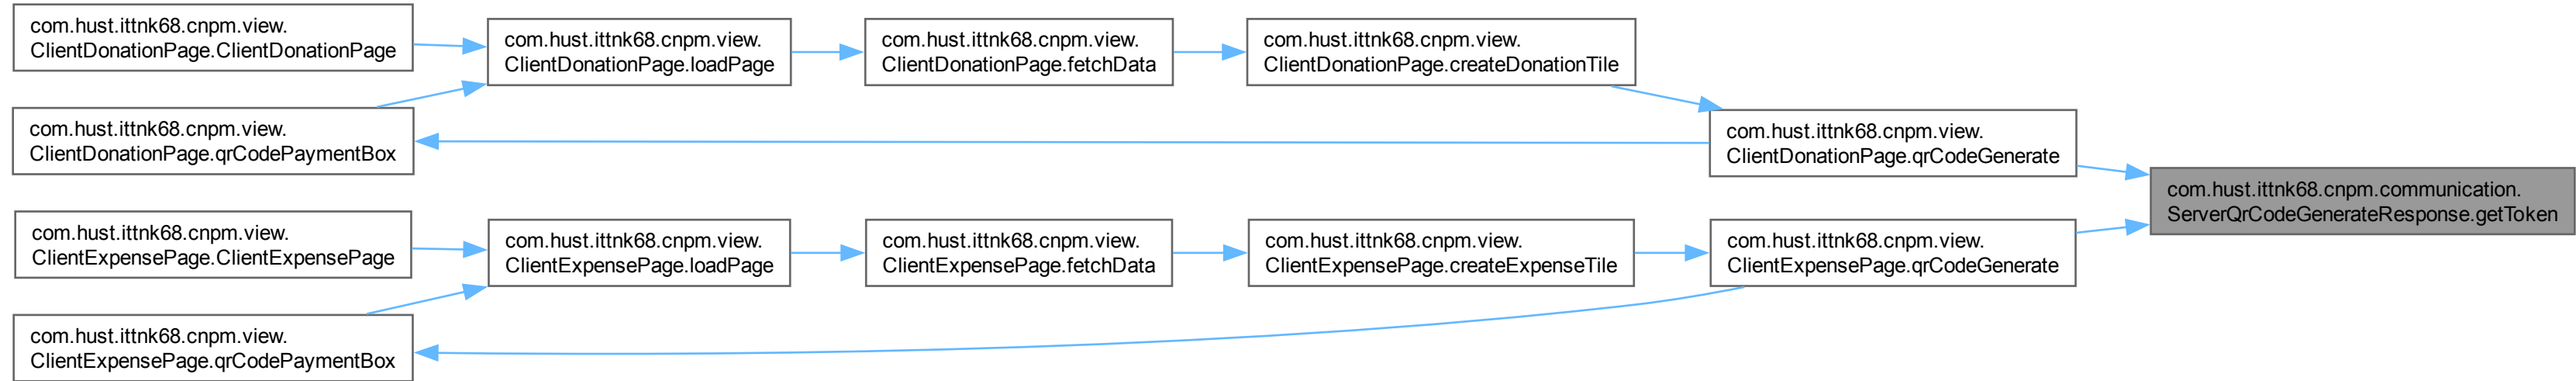 com.hust.ittnk68.cnpm.view.
ClientDonationPage.ClientDonationPage
com.hust.ittnk68.cnpm.view.
ClientDonationPage.loadPage
com.hust.ittnk68.cnpm.view.
ClientDonationPage.fetchData
com.hust.ittnk68.cnpm.view.
ClientDonationPage.createDonationTile
com.hust.ittnk68.cnpm.view.
ClientDonationPage.qrCodePaymentBox
com.hust.ittnk68.cnpm.view.
ClientDonationPage.qrCodeGenerate
com.hust.ittnk68.cnpm.communication.
ServerQrCodeGenerateResponse.getToken
com.hust.ittnk68.cnpm.view.
ClientExpensePage.ClientExpensePage
com.hust.ittnk68.cnpm.view.
ClientExpensePage.loadPage
com.hust.ittnk68.cnpm.view.
ClientExpensePage.fetchData
com.hust.ittnk68.cnpm.view.
ClientExpensePage.createExpenseTile
com.hust.ittnk68.cnpm.view.
ClientExpensePage.qrCodeGenerate
com.hust.ittnk68.cnpm.view.
ClientExpensePage.qrCodePaymentBox